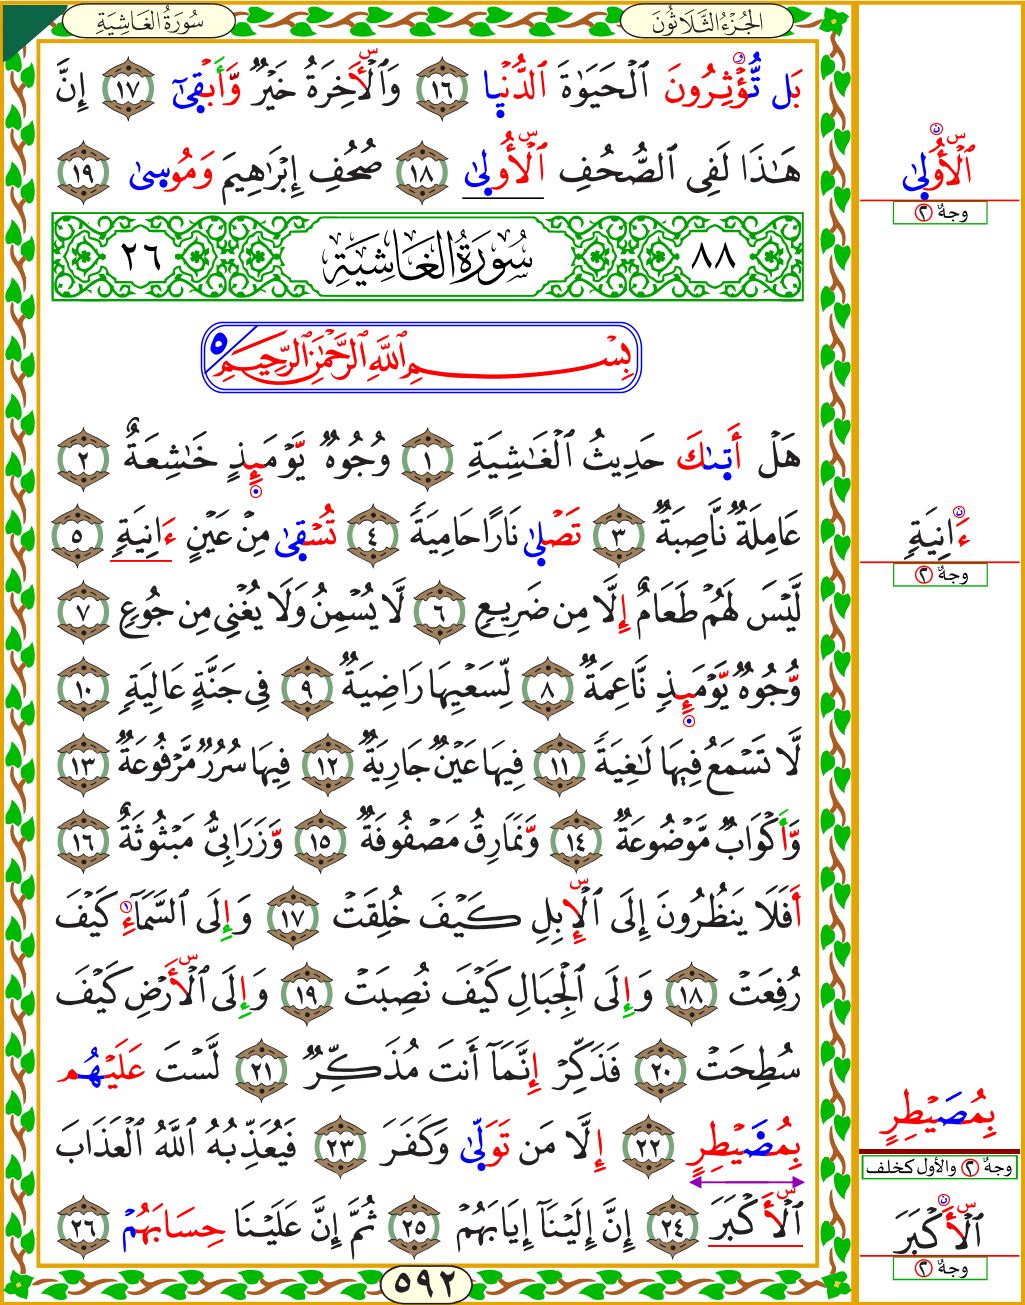 سُورَةُ الغَاشِيَةِ
الجُزْءُ الثَّلَاثُونَ
بَل تُّؤۡثِرُونَ ٱلۡحَيَوٰةَ ٱلدُّنۡيٜا ١٦ وَٱلۡأٓخِرَةُ خَيۡرٌ وَّأَبۡقٜىٰٓ ١٧ إِنَّ
هَٰذَا لَفِى ٱلصُّحُفِ ٱلۡأُولٜىٰ ١٨ صُحُفِ إِبۡرَٰهِيمَ وَمُوسٜىٰ ١٩
٨٨ سُورَةُ الغَاشِيَةِ ٢٦
بِسْمِ ٱللَّهِ ٱلرَّحْمَٰنِ ٱلرَّحِيمِ ٥
هَلۡ أَتٜىٰكَ حَدِيثُ ٱلۡغَٰشِيَةِ ١ وُجُوهٌ يَّوۡمَئِذٍ خَٰشِعَةٌ ٢
عَامِلَةٌ نَّاصِبَةٌ ٣ تَصۡلٜىٰ نَارًا حَامِيَةً ٤ تُسۡقٜىٰ مِنۡ عَيۡنٍ ءَانِيَةٍ ٥
لَّيۡسَ لَهُمۡ طَعَامٌ إِلَّا مِن ضَرِيعٍ ٦ لَّا يُسۡمِنُ وَلَا يُغۡنِى مِن جُوعٍ ٧
وُّجُوهٌ يَّوۡمَئِذٍ نَّاعِمَةٌ ٨ لِّسَعۡيِهَا رَاضِيَةٌ ٩ فِى جَنَّةٍ عَالِيَةٍ ١٠
لَّا تَسۡمَعُ فِيهَا لَٰغِيَةً ١١ فِيهَا عَيۡنٌ جَارِيَةٌ ١٢ فِيهَا سُرُرٌ مَّرۡفُوعَةٌ ١٣
وَّأَكۡوَابٌ مَّوۡضُوعَةٌ ١٤ وَّنَمَارِقُ مَصۡفُوفَةٌ ١٥ وَّزَرَابِىُّ مَبۡثُوثَةٌ ١٦
أَفَلَا يَنظُرُونَ إِلَى ٱلۡإِبِلِ كَيۡفَ خُلِقَتۡ ١٧ وَإِلَى ٱلسَّمَآءِ كَيۡفَ
رُفِعَتۡ ١٨ وَإِلَى ٱلۡجِبَالِ كَيۡفَ نُصِبَتۡ ١٩ وَإِلَى ٱلۡأَرۡضِ كَيۡفَ
سُطِحَتۡ ٢٠ فَذَكِّرۡ إِنَّمَآ أَنتَ مُذَكِّرٌ ٢١ لَّسۡتَ عَلَيۡهُم
بِمُصَيۡطِرٍ ٢٢ إِلَّا مَن تَوَلّٜىٰ وَكَفَرَ ٢٣ فَيُعَذِّبُهُ ٱللَّهُ ٱلۡعَذَابَ
ٱلۡأَكۡبَرَ ٢٤ إِنَّ إِلَيۡنَآ إِيَابَهُمۡ ٢٥ ثُمَّ إِنَّ عَلَيۡنَا حِسَابَهُمۡ ٢٦
٥٩٢
ٱلۡأُولٜىٰ
وجهٌ ٢
ءَانِيَةٍ
وجهٌ ٢
بِمُصَيۡطِرٍ
وجهٌ ٢ والأول كخلف
ٱلۡأَكۡبَرَ
وجهٌ ٢